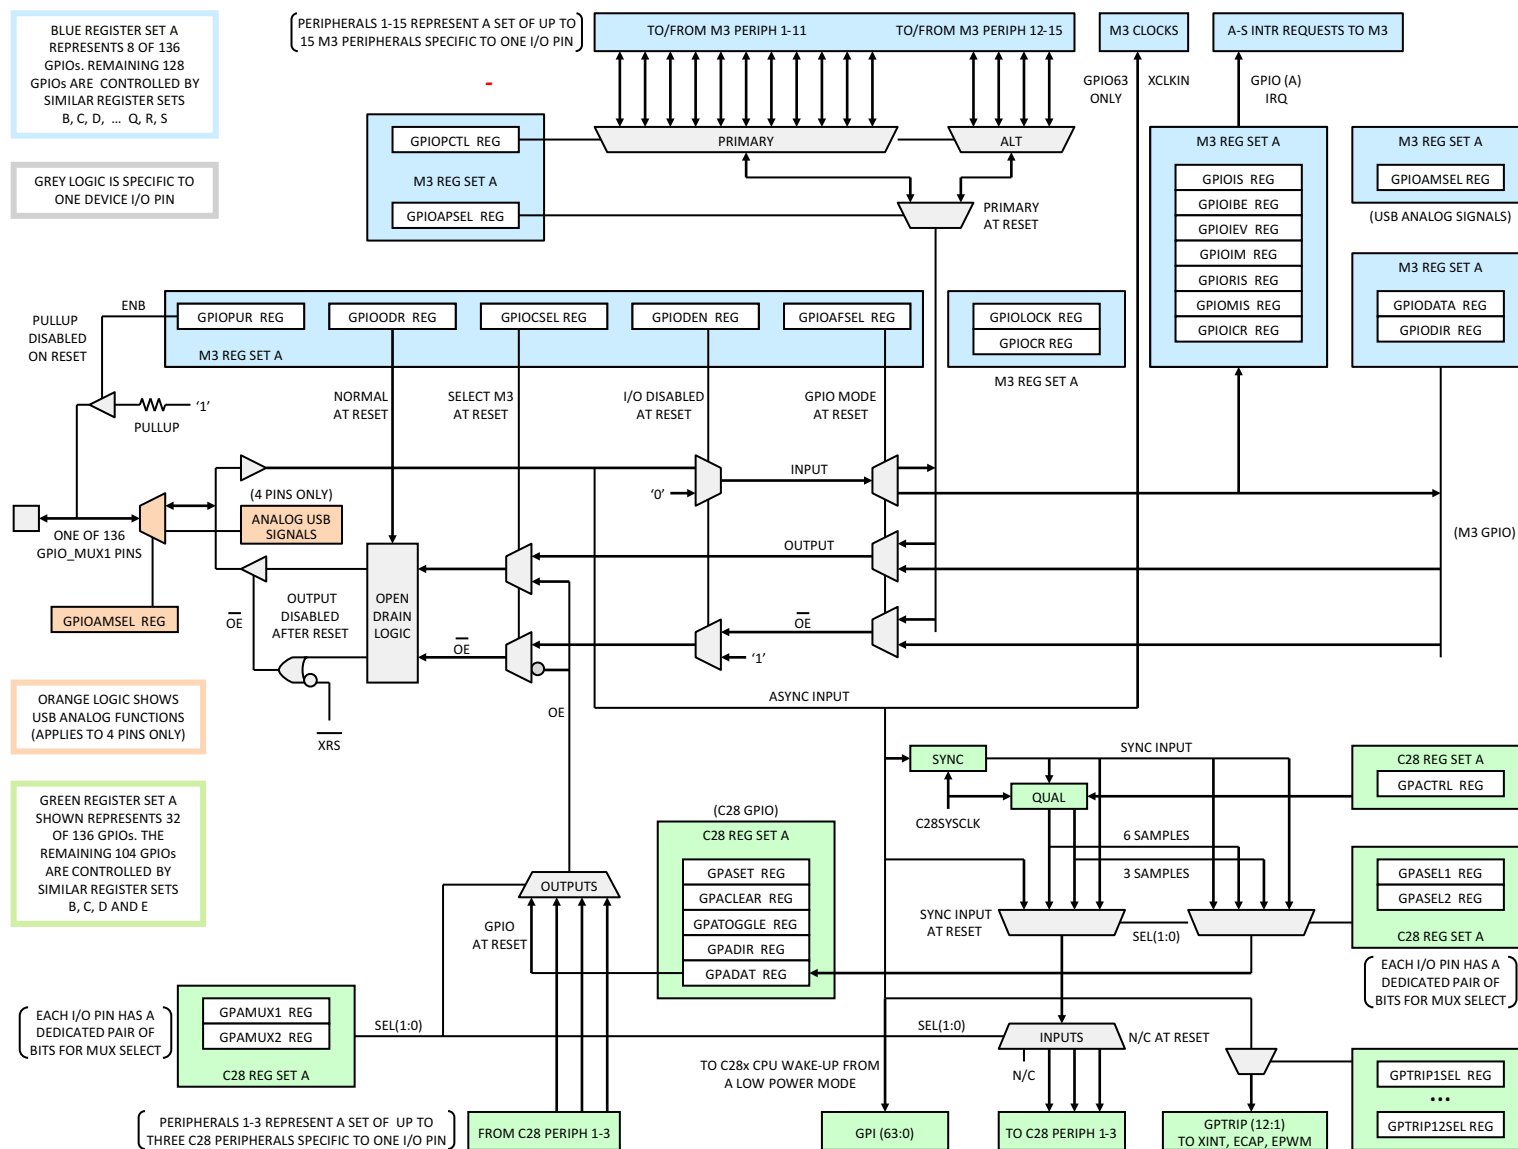 BLUE REGISTER SET A
REPRESENTS 8 OF 136
GPIOS. REMAINING 128
GPIOs ARE CONTROLLED BY
SIMILAR REGISTER SETS
B, C, D, … Q, R, S
GREY LOGIC IS SPECIFIC TO
ONE DEVICE I/O PIN
PERIPHERALS 1-15 REPRESENT A SET OF UP TO
15 M3 PERIPHERALS SPECIFIC TO ONE I/O PIN
-
TO/FROM M3 PERIPH 1-11
TO/FROM M3 PERIPH 12-15
M3 CLOCKS
A-S INTR REQUESTS TO M3
GPIO63
ONLY
XCLKIN
GPIO (A)
IRQ
GPIOPCTL REG
M3 REG SET A
GPIOAPSEL REG
PRIMARY
ALT
PRIMARY
AT RESET
M3 REG SET A
GPIOIS REG
GPIOIBE REG
GPIOIEV REG
GPIOIM REG
GPIORIS REG
GPIOMIS REG
GPIOICR REG
M3 REG SET A
GPIOAMSEL REG
(USB ANALOG SIGNALS)
M3 REG SET A
GPIODATA REG
GPIODIR REG
PULLUP
DISABLED
ON RESET
ENB
GPIOPUR REG
GPIOODR REG
GPIOCSEL REG
GPIODEN REG
GPIOAFSEL REG
M3 REG SET A
GPIOLOCK REG
GPIOCR REG
M3 REG SET A
‘1’
PULLUP
NORMAL
AT RESET
SELECT M3
AT RESET
I/O DISABLED
AT RESET
GPIO MODE
AT RESET
INPUT
‘0’
(4 PINS ONLY)
ANALOG USB
SIGNALS
ONE OF 136
GPIO_MUX1 PINS
OUTPUT
(M3 GPIO)
GPIOAMSEL REG
OE
OUTPUT
DISABLED
AFTER RESET
OPEN
DRAIN
LOGIC
OE
OE
‘1’
XRS
OE
ASYNC INPUT
ORANGE LOGIC SHOWS
USB ANALOG FUNCTIONS
(APPLIES TO 4 PINS ONLY)
GREEN REGISTER SET A
SHOWN REPRESENTS 32
OF 136 GPIOs. THE
REMAINING 104 GPIOs
ARE CONTROLLED BY
SIMILAR REGISTER SETS
B, C, D AND E
SYNC
SYNC INPUT
QUAL
C28SYSCLK
C28 REG SET A
GPACTRL REG
6 SAMPLES
3 SAMPLES
(C28 GPIO)
C28 REG SET A
GPASET REG
GPACLEAR REG
GPATOGGLE REG
GPADIR REG
GPADAT REG
OUTPUTS
GPIO
AT RESET
SYNC INPUT
AT RESET
SEL(1:0)
GPASEL1 REG
GPASEL2 REG
C28 REG SET A
EACH I/O PIN HAS A
DEDICATED PAIR OF
BITS FOR MUX SELECT
EACH I/O PIN HAS A
DEDICATED PAIR OF
BITS FOR MUX SELECT
GPAMUX1 REG
GPAMUX2 REG
C28 REG SET A
SEL(1:0)
SEL(1:0)
INPUTS
N/C AT RESET
N/C
TO C28x CPU WAKE-UP FROM
A LOW POWER MODE
GPTRIP1SEL REG
…
GPTRIP12SEL REG
PERIPHERALS 1-3 REPRESENT A SET OF UP TO
THREE C28 PERIPHERALS SPECIFIC TO ONE I/O PIN
FROM C28 PERIPH 1-3
GPI (63:0)
TO C28 PERIPH 1-3
GPTRIP (12:1)
TO XINT, ECAP, EPWM